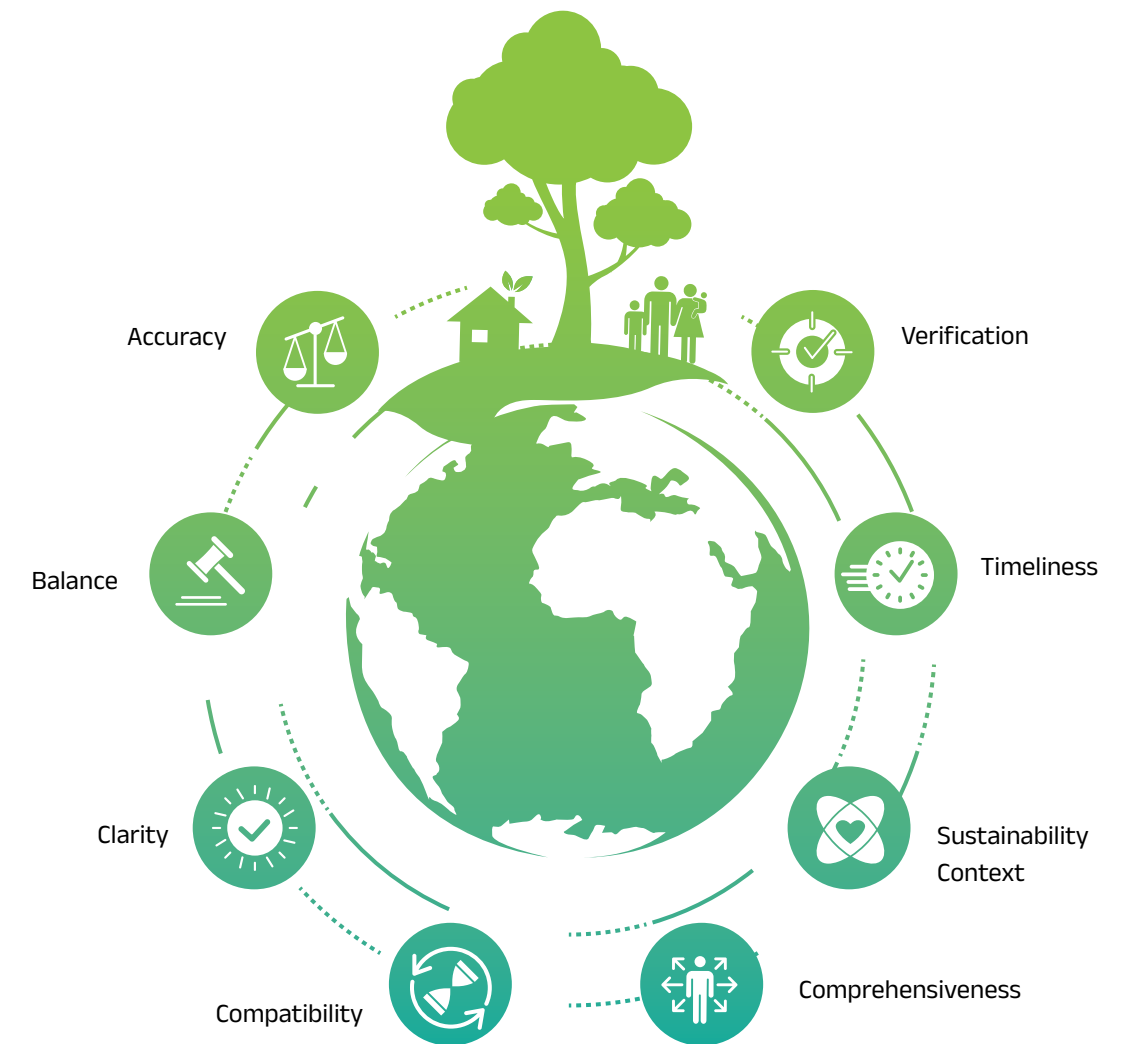 Accuracy
Verification
Balance
Timeliness
Clarity
Sustainability
Context
Compatibility
Comprehensiveness